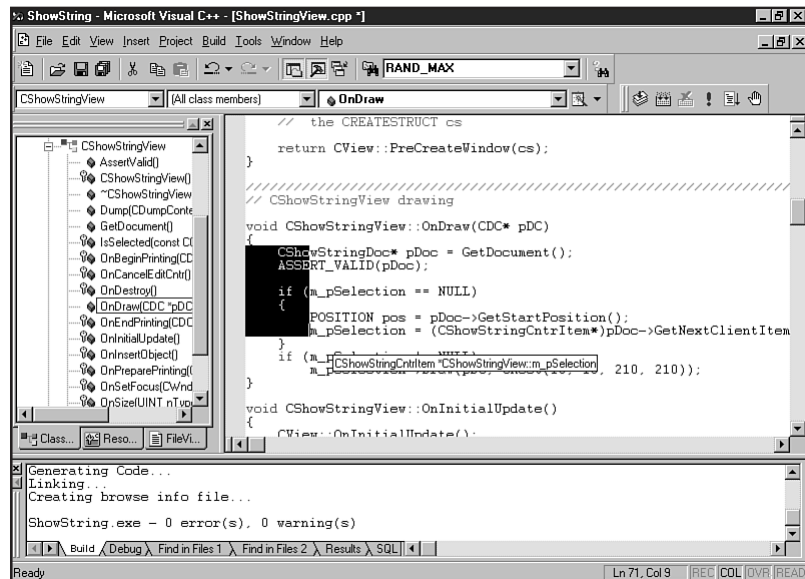 ShowString - Microsoft Visual C++ - [ShowStringView.cpp *]
File Edit View Insert Project Build Tools Window Help
RAND_MAX
CShowStringView (All class members) OnDraw
CShowStringView
AssertValid()
CShowStringView()
~CShowStringView
Dump(CDumpConte
GetDocument()
IsSelected(const C
OnBeginPrinting(CD
OnCancelEditCntr()
OnDestroy()
OnDraw(CDC *pDC
OnEndPrinting(CDC
OnInitialUpdate()
OnInsertObject()
OnPreparePrinting(
OnSetFocus(CWnd
OnSize(UINT nType
Class... Reso... FileVi...
// the CREATESTRUCT cs
return CView::PreCreateWindow(cs);
}
/////////////////////////////////////////////////////////////////////
// CShowStringView drawing
void CShowStringView::OnDraw(CDC* pDC)
{
CShowStringDoc* pDoc = GetDocument();
ASSERT_VALID(pDoc);
if (m_pSelection == NULL)
{
POSITION pos = pDoc->GetStartPosition();
m_pSelection = (CShowStringCntrItem*)pDoc->GetNextClientItem
}
if (m_p
CShowStringCntrItem *CShowStringView::m_pSelection
210, 210));
}
void CShowStringView::OnInitialUpdate()
{
CView::OnInitialUpdate();
Generating Code...
Linking...
Creating browse info file...
ShowString.exe - 0 error(s), 0 warning(s)
Build Debug Find in Files 1 Find in Files 2 Results SQL
Ready Ln 71, Col 9 REC COL OVR READ